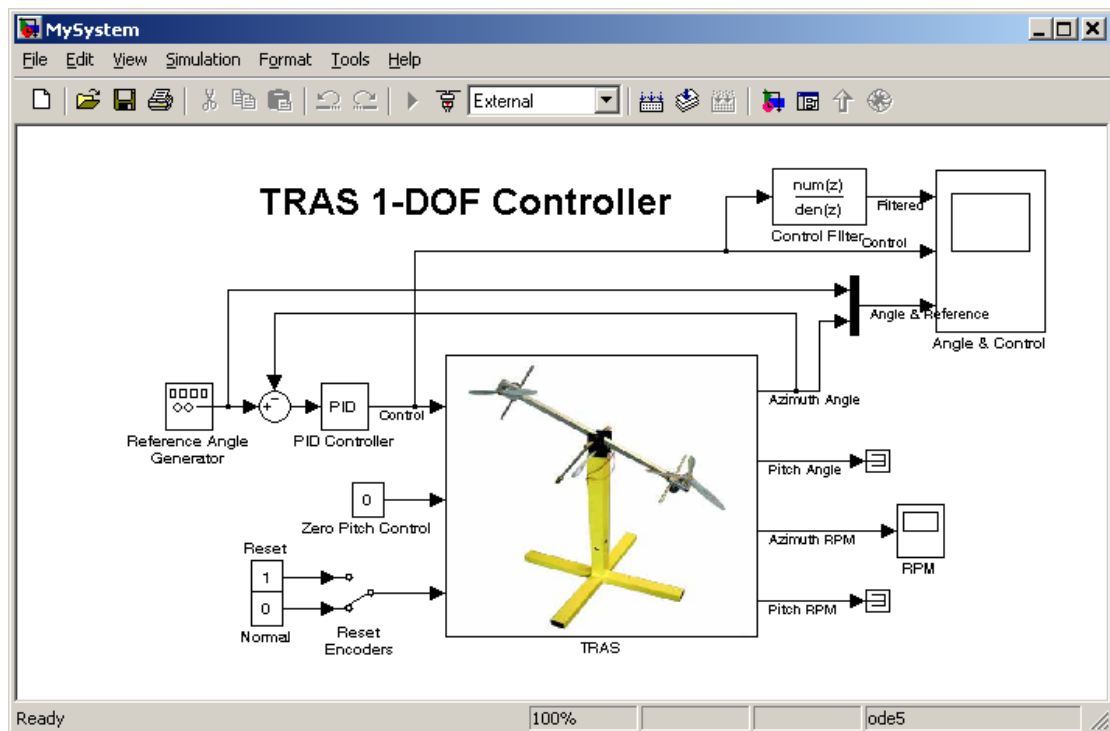 MySystem
File Edit View Simulation Format Tools Help
External
TRAS 1-DOF Controller
num(z)
den(z)
Filtered
Control Filter
Control
Angle & Reference
Angle & Control
Reference Angle
Generator
+
-
PID
PID Controller
Control
Azimuth Angle
Pitch Angle
0
Zero Pitch Control
Azimuth RPM
RPM
Reset
1
0
Normal
Reset
Encoders
Pitch RPM
TRAS
Ready
100%
ode5